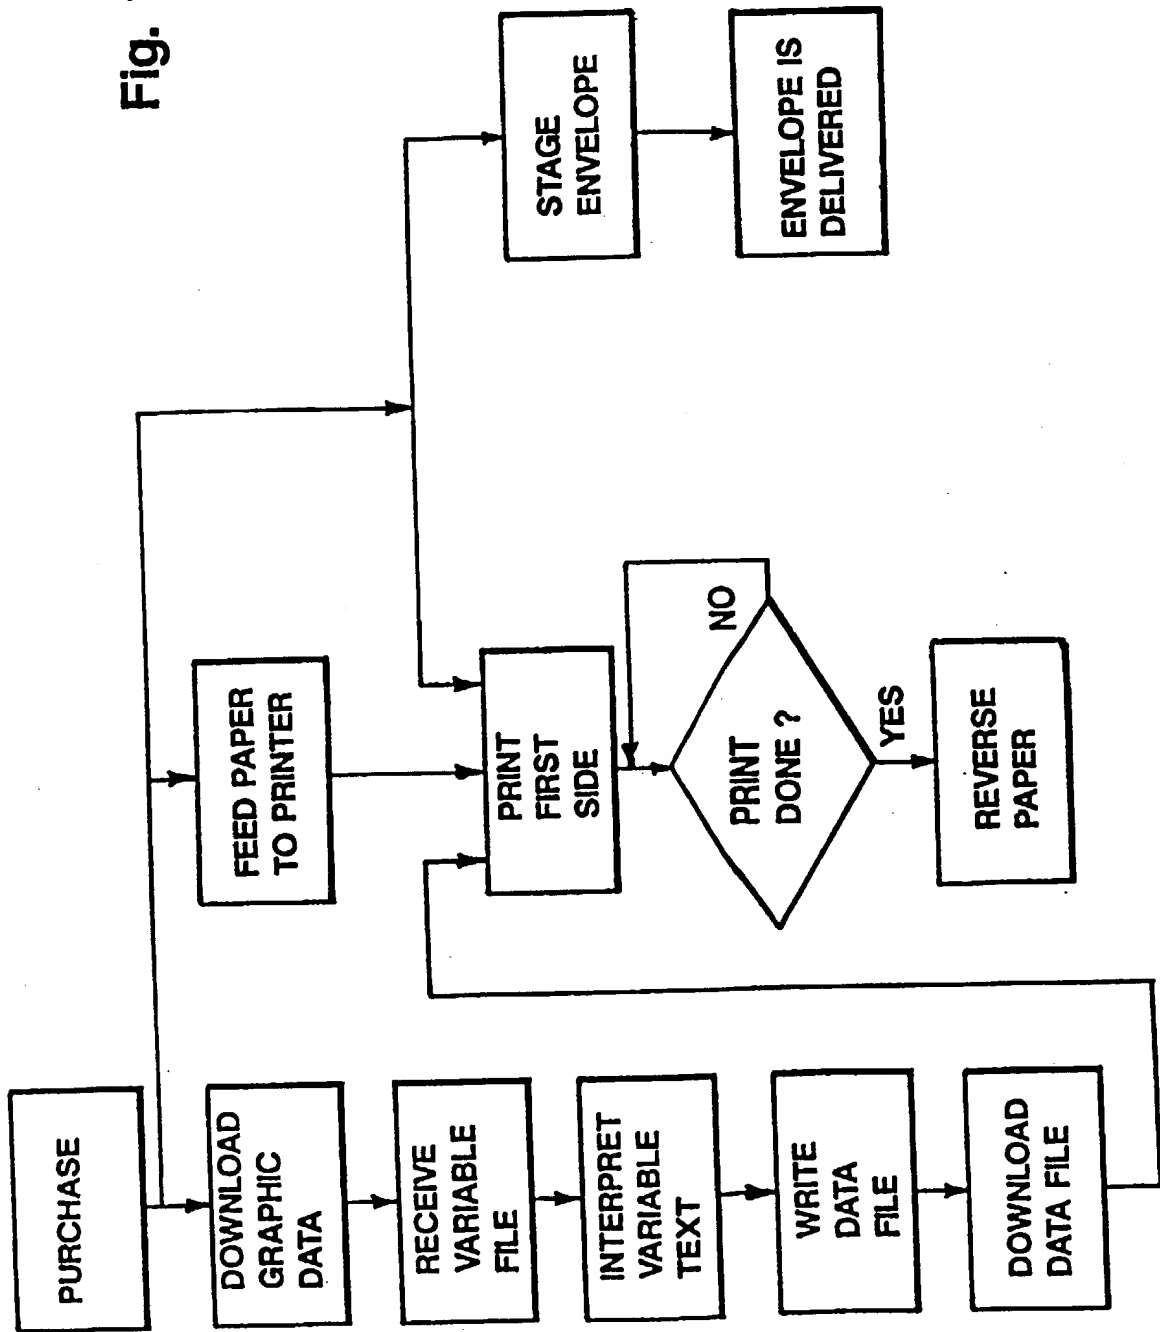 Fig.
PURCHASE
DOWNLOAD
GRAPHIC
DATA
RECEIVE
VARIABLE
FILE
INTERPRET
VARIABLE
TEXT
WRITE
DATA
FILE
DOWNLOAD
DATA FILE
FEED PAPER
TO PRINTER
PRINT
FIRST
SIDE
PRINT
DONE ?
NO
YES
REVERSE
PAPER
STAGE
ENVELOPE
ENVELOPE IS
DELIVERED